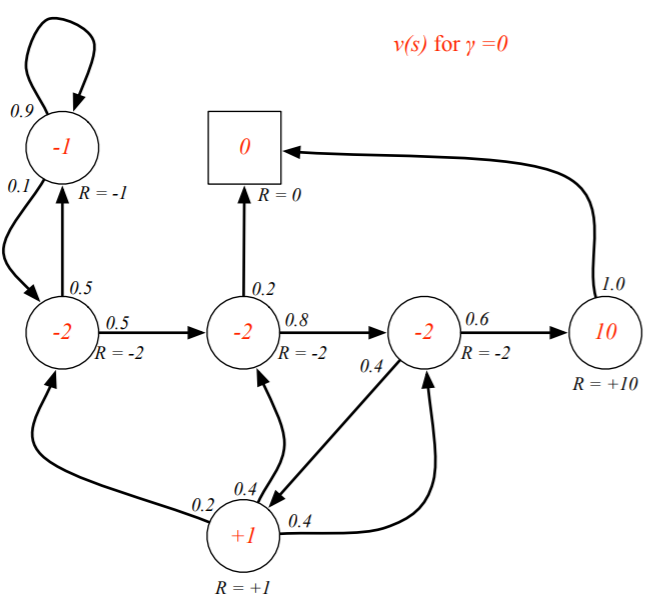 v(s) for γ =0
0.9
-1
0
0.1
R = -1
R = 0
0.5
0.2
1.0
-2
0.5
R = -2
-2
0.8
R = -2
-2
0.6
R = -2
10
0.4
R = +10
0.4
0.2
+1
0.4
R = +1